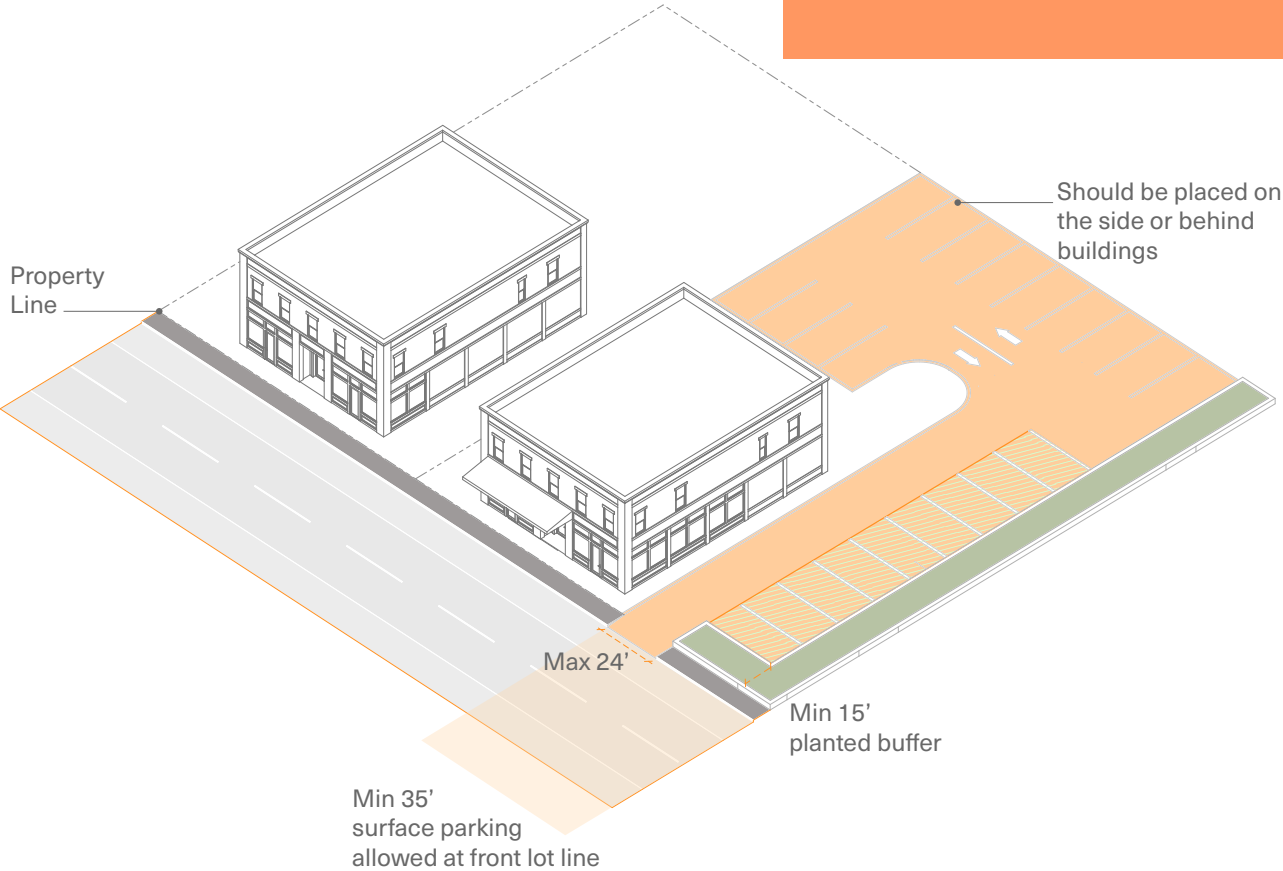 Should be placed on
the side or behind
buildings
Property
Line
Max 24’
Min 15’
planted buffer
Min 35’
surface parking
allowed at front lot line